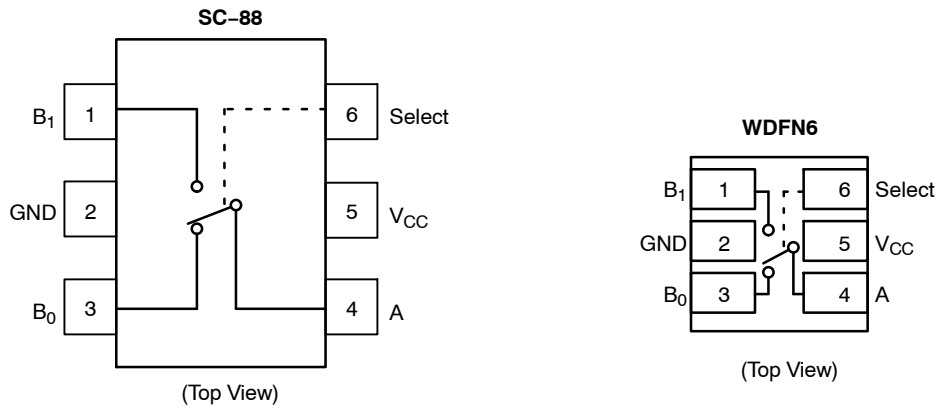 SC–88
B1 1 6 Select
GND 2 5 VCC
B0 3 4 A
(Top View)
WDFN6
B1 1 6 Select
GND 2 5 VCC
B0 3 4 A
(Top View)